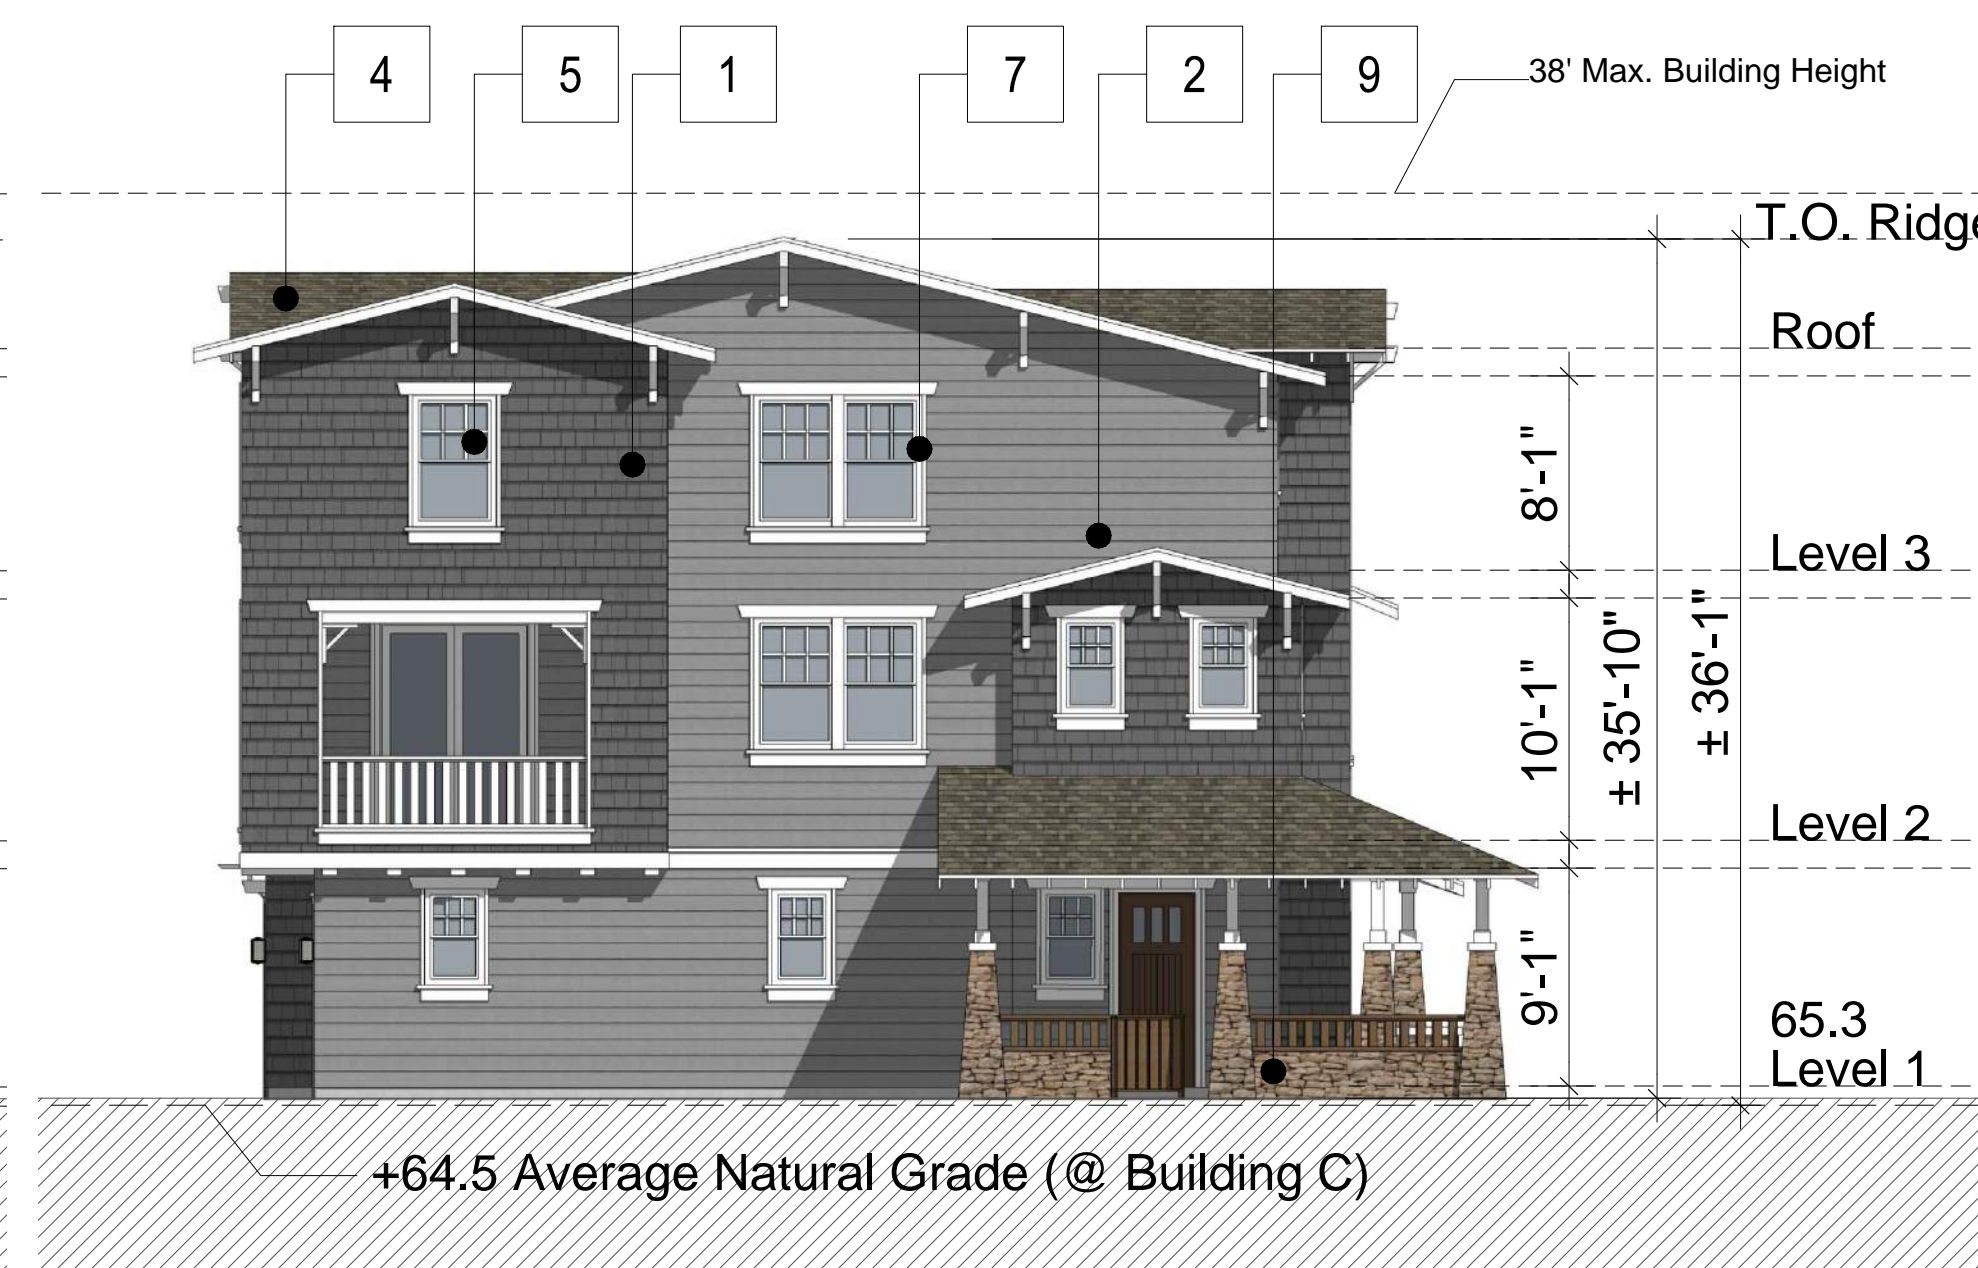 4
5
1
7
2
9
38' Max. Building Height
T.O. Ridge
Roof
8'-1"
Level 3
10'-1"
± 35'-10"
± 36'-1"
Level 2
9'-1"
65.3
Level 1
+64.5 Average Natural Grade (@ Building C)